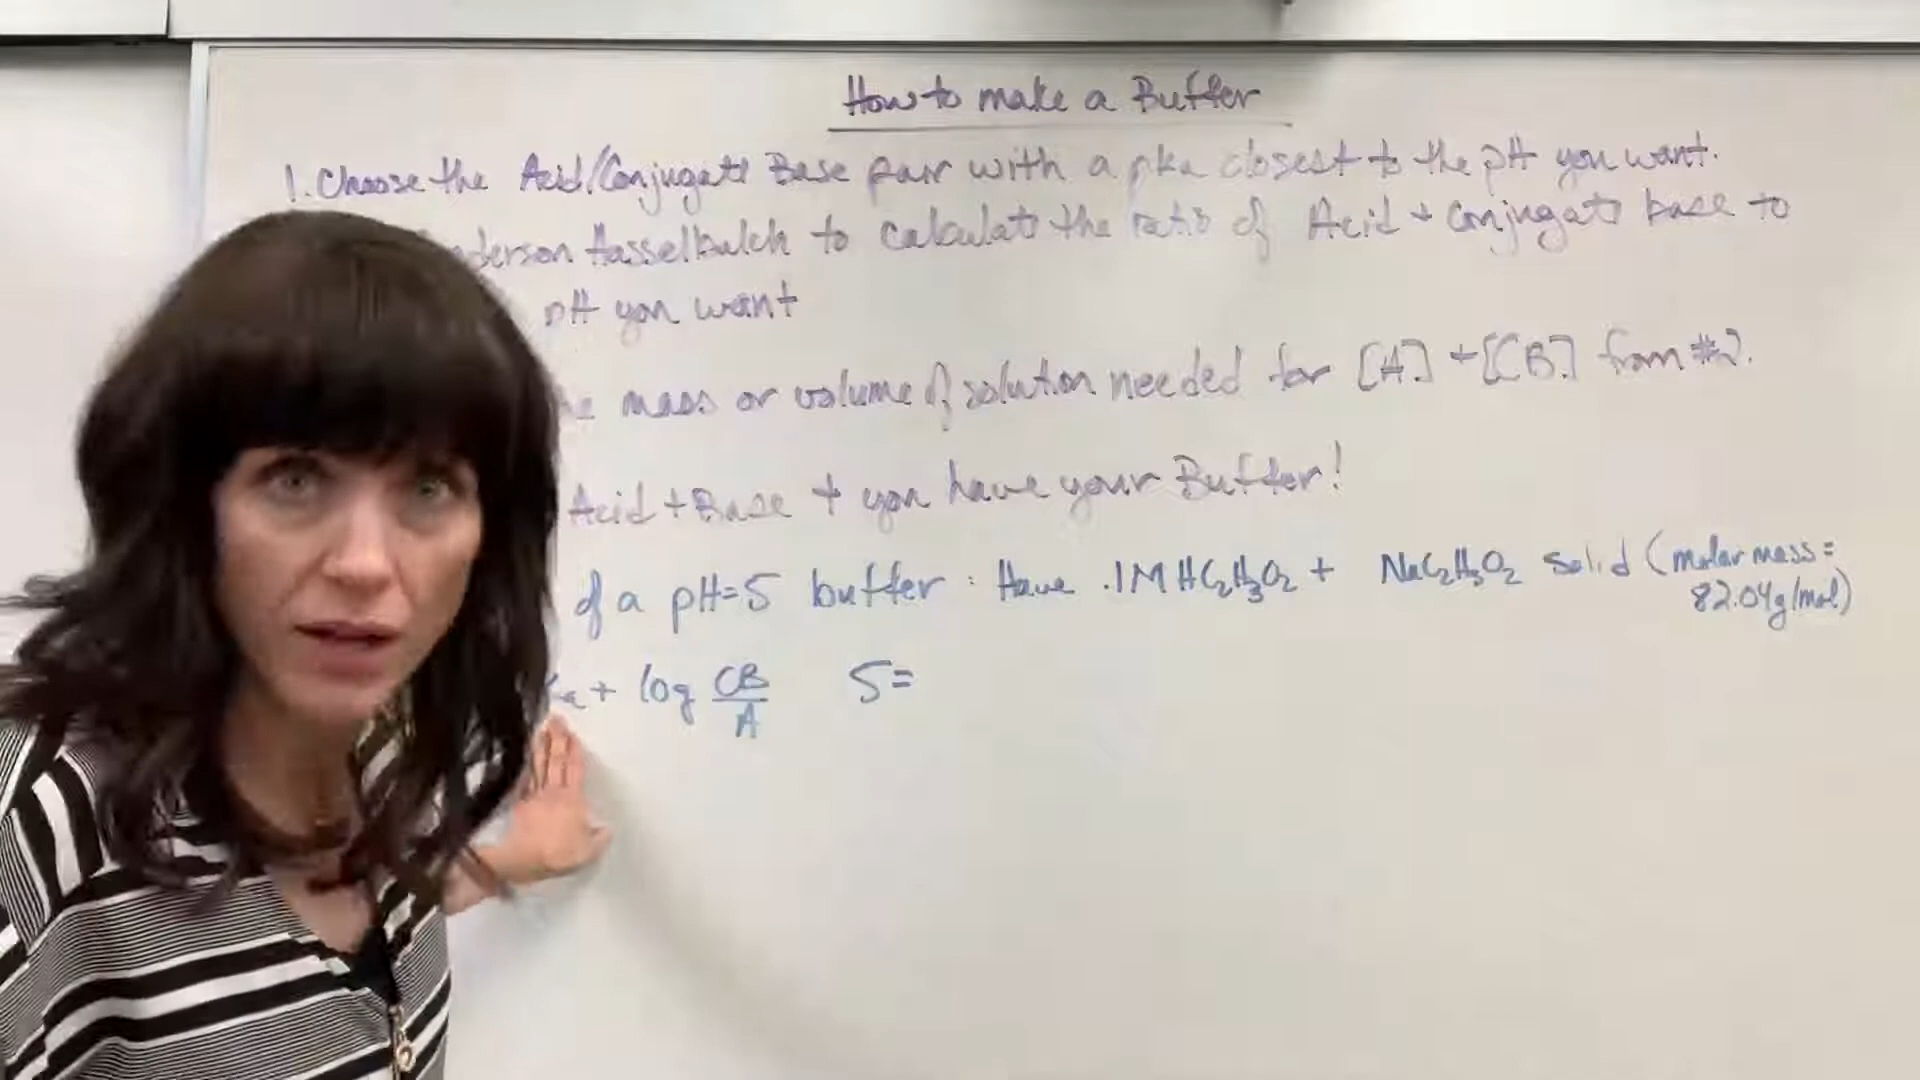 How to make a Buffer
1. Choose the Acid/Conjugate Base pair with a pka closest to the pH you want.
derson Hasselbalch to calculate the ratio of Acid + conjugate base to
pH you want
mass or volume of solution needed for [A] + [CB] from #2.
Acid + Base + you have your Buffer!
of a pH=5 buffer: Have .1M HC₂H₃O₂ + NaC₂H₃O₂ solid (molar mass=
82.04g/mol)
+ log CB/A 5=